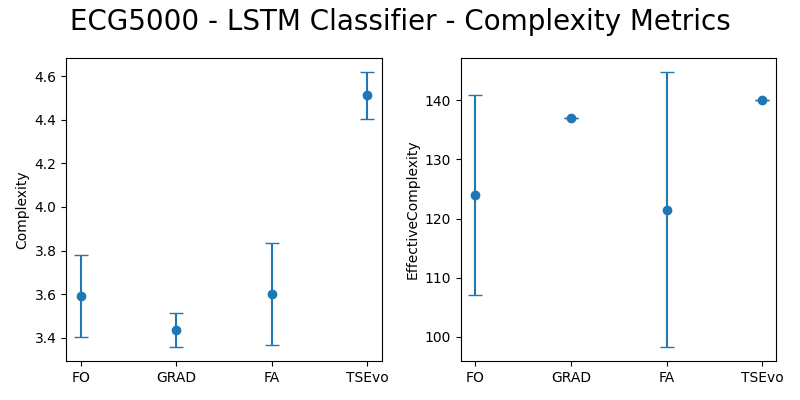 ECG5000 - LSTM Classifier - Complexity Metrics
Complexity
4.6
4.4
4.2
4.0
3.8
3.6
3.4
FO GRAD FA TSEvo
EffectiveComplexity
140
130
120
110
100
FO GRAD FA TSEvo